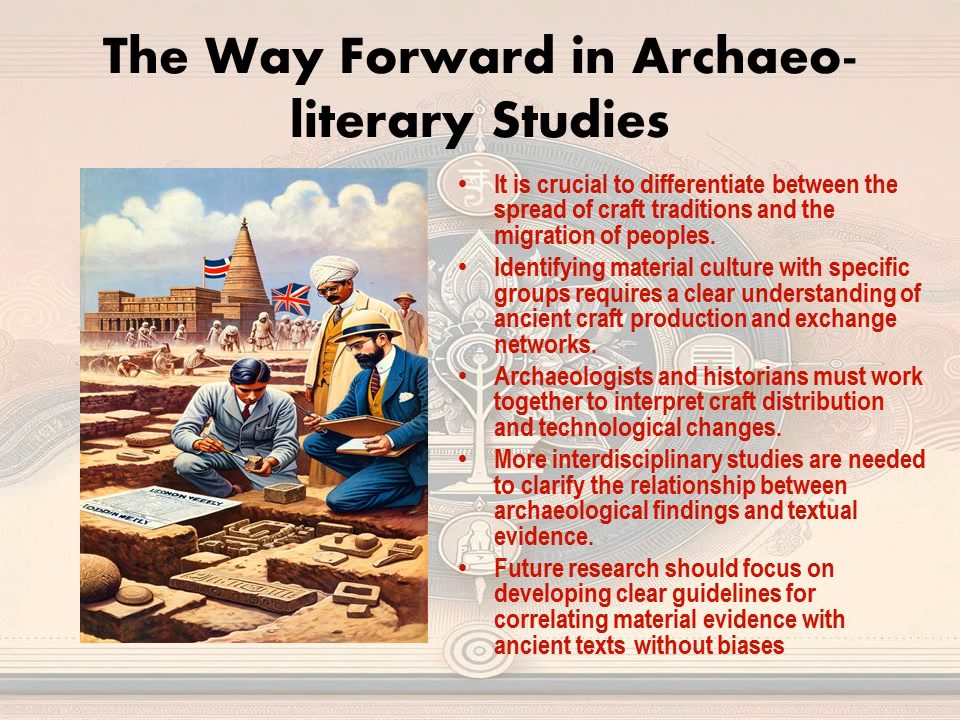 The Way Forward in Archaeo-
literary Studies
• It is crucial to differentiate between the
spread of craft traditions and the
migration of peoples.
• Identifying material culture with specific
groups requires a clear understanding of
ancient craft production and exchange
networks.
• Archaeologists and historians must work
together to interpret craft distribution
and technological changes.
• More interdisciplinary studies are needed
to clarify the relationship between
archaeological findings and textual
evidence.
• Future research should focus on
developing clear guidelines for
correlating material evidence with
ancient texts without biases